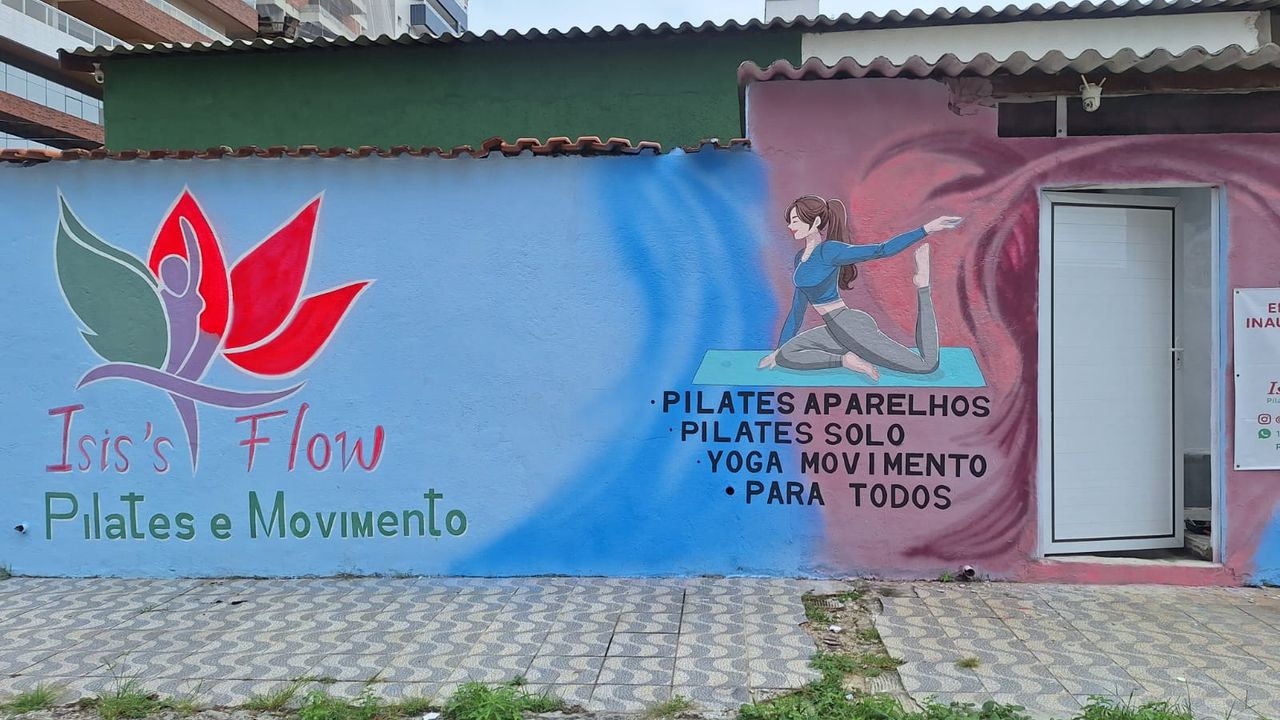 Isis's Flow
Pilates e Movimento
· PILATES APARELHOS
· PILATES SOLO
· YOGA MOVIMENTO
· PARA TODOS